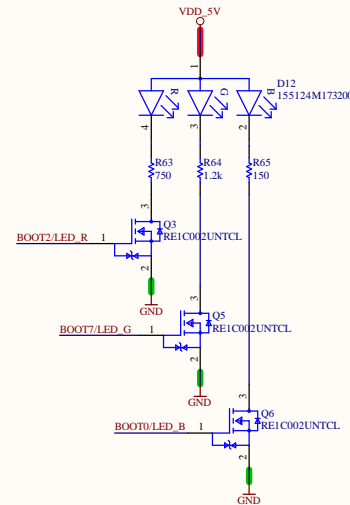 VDD_5V
1
D12
155124M173200
R
G
B
4
3
2
R63
750
R64
1.2k
R65
150
3
Q3
RE1C002UNTCL
BOOT2/LED_R
1
2
GND
3
Q5
RE1C002UNTCL
BOOT7/LED_G
1
2
GND
3
Q6
RE1C002UNTCL
BOOT0/LED_B
1
2
GND